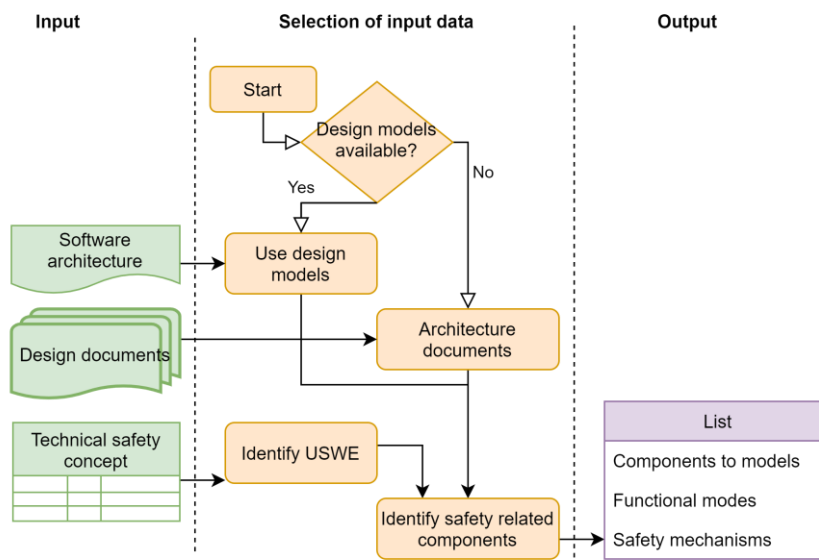 Input
Selection of input data
Output
Start
Design models
available?
Yes
No
Software
architecture
Use design
models
Design documents
Architecture
documents
Technical safety
concept
Identify USWE
Identify safety related
components
List
Components to models
Functional modes
Safety mechanisms